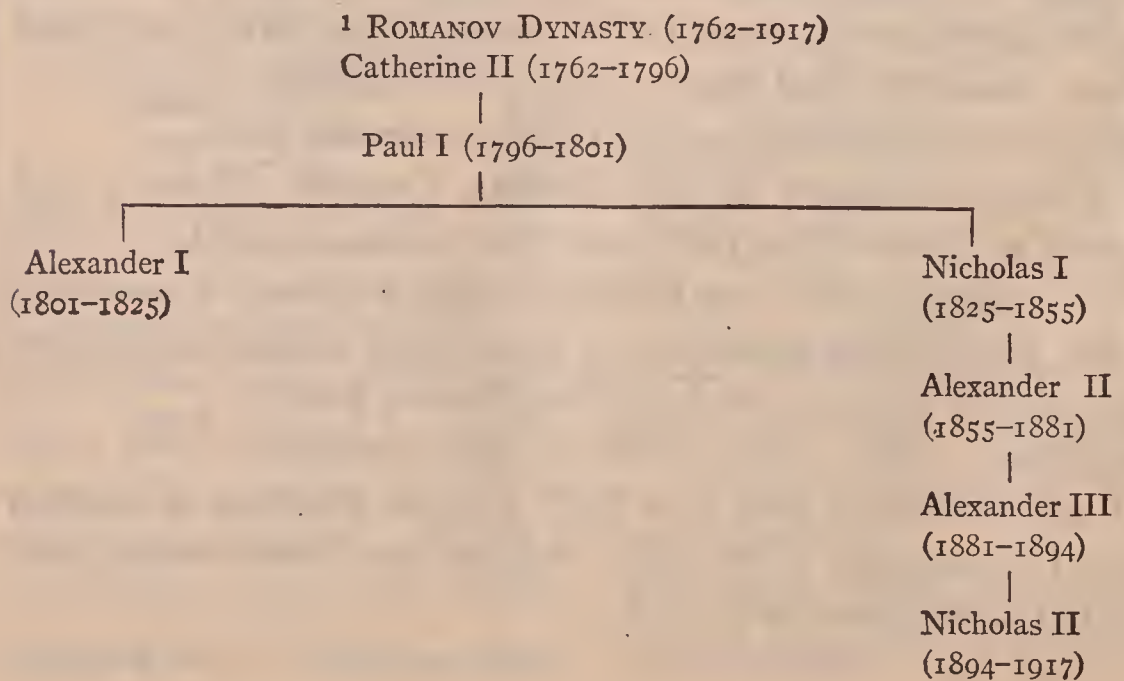 ¹ ROMANOV DYNASTY (1762–1917)
Catherine II (1762–1796)
Paul I (1796–1801)
Alexander I
(1801–1825)
Nicholas I
(1825–1855)
Alexander II
(1855–1881)
Alexander III
(1881–1894)
Nicholas II
(1894–1917)